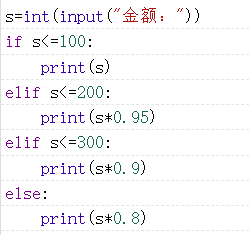 s=int(input("金额："))
if s<=100:
    print(s)
elif s<=200:
    print(s*0.95)
elif s<=300:
    print(s*0.9)
else:
    print(s*0.8)